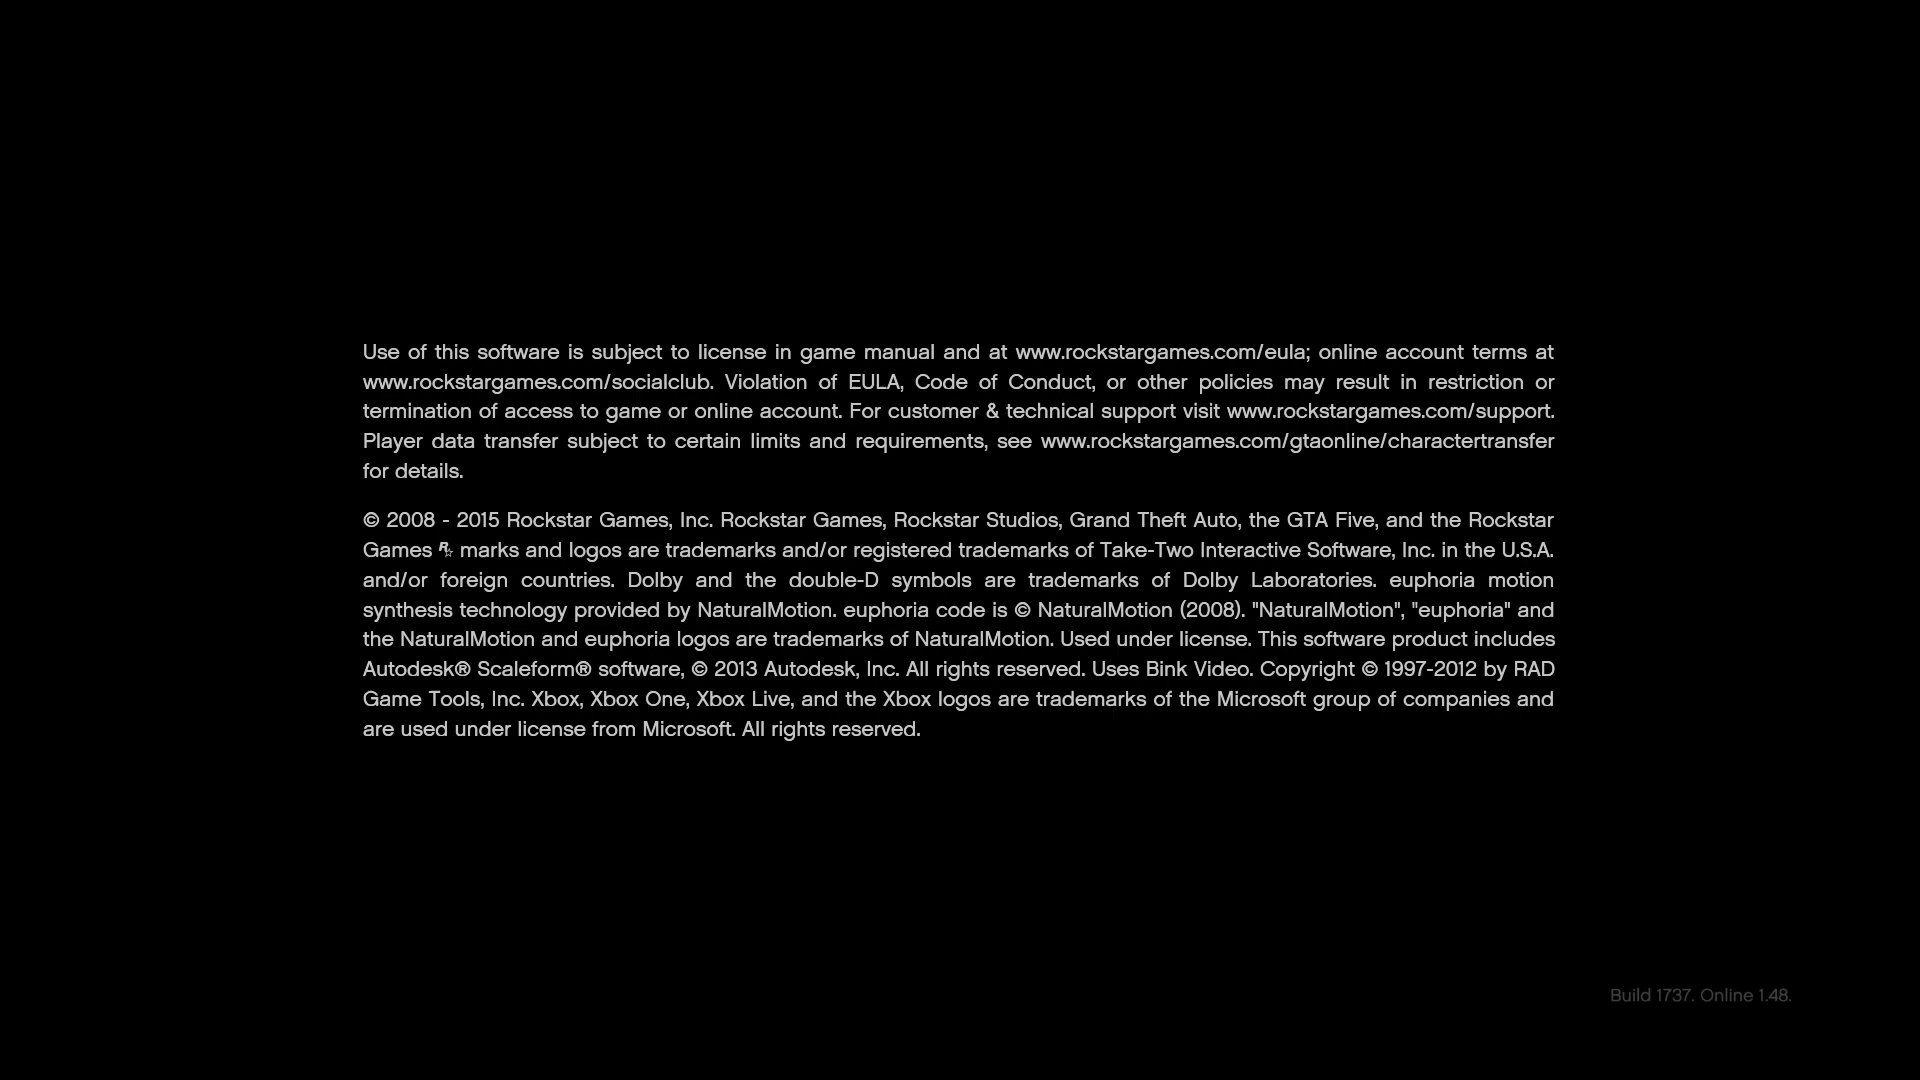 Use of this software is subject to license in game manual and at www.rockstargames.com/eula; online account terms at
www.rockstargames.com/socialclub. Violation of EULA, Code of Conduct, or other policies may result in restriction or
termination of access to game or online account. For customer & technical support visit www.rockstargames.com/support.
Player data transfer subject to certain limits and requirements, see www.rockstargames.com/gtaonline/charactertransfer
for details.
© 2008 - 2015 Rockstar Games, Inc. Rockstar Games, Rockstar Studios, Grand Theft Auto, the GTA Five, and the Rockstar
Games R* marks and logos are trademarks and/or registered trademarks of Take-Two Interactive Software, Inc. in the U.S.A.
and/or foreign countries. Dolby and the double-D symbols are trademarks of Dolby Laboratories. euphoria motion
synthesis technology provided by NaturalMotion. euphoria code is © NaturalMotion (2008). "NaturalMotion", "euphoria" and
the NaturalMotion and euphoria logos are trademarks of NaturalMotion. Used under license. This software product includes
Autodesk® Scaleform® software, © 2013 Autodesk, Inc. All rights reserved. Uses Bink Video. Copyright © 1997-2012 by RAD
Game Tools, Inc. Xbox, Xbox One, Xbox Live, and the Xbox logos are trademarks of the Microsoft group of companies and
are used under license from Microsoft. All rights reserved.
Build 1737. Online 1.48.